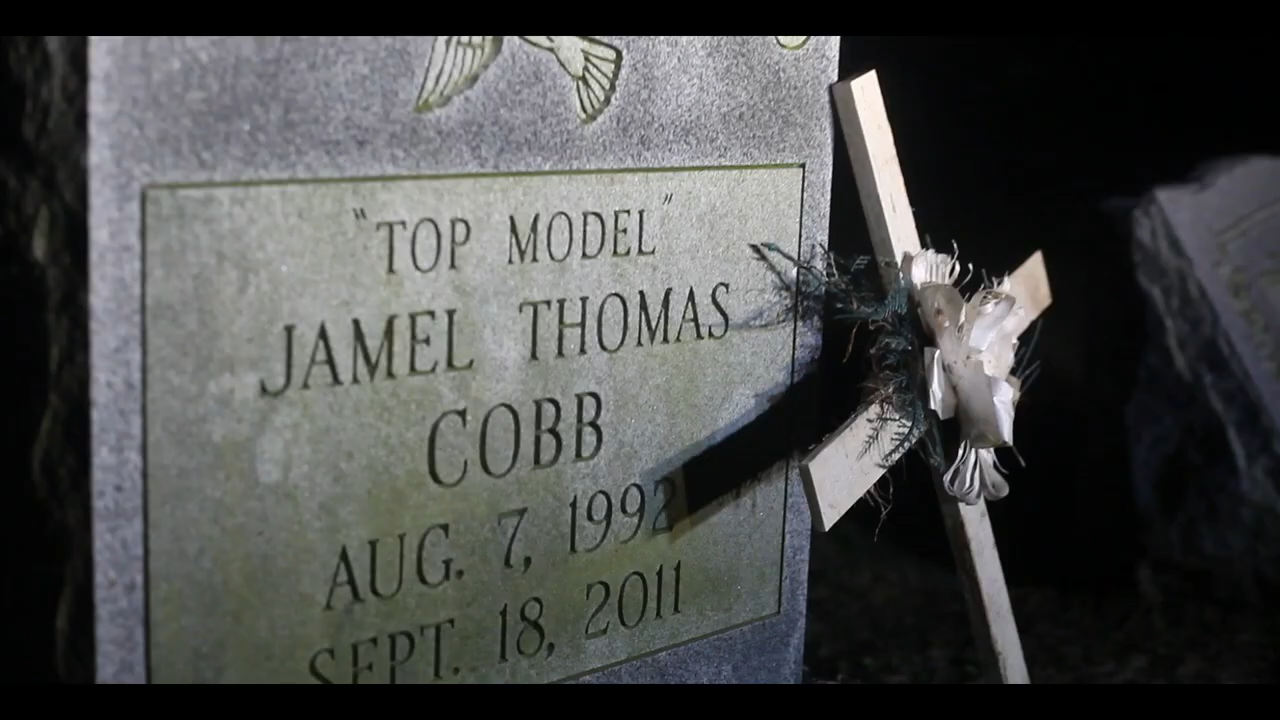 "TOP MODEL"
JAMEL THOMAS
COBB
AUG. 7, 1992
SEPT. 18, 2011